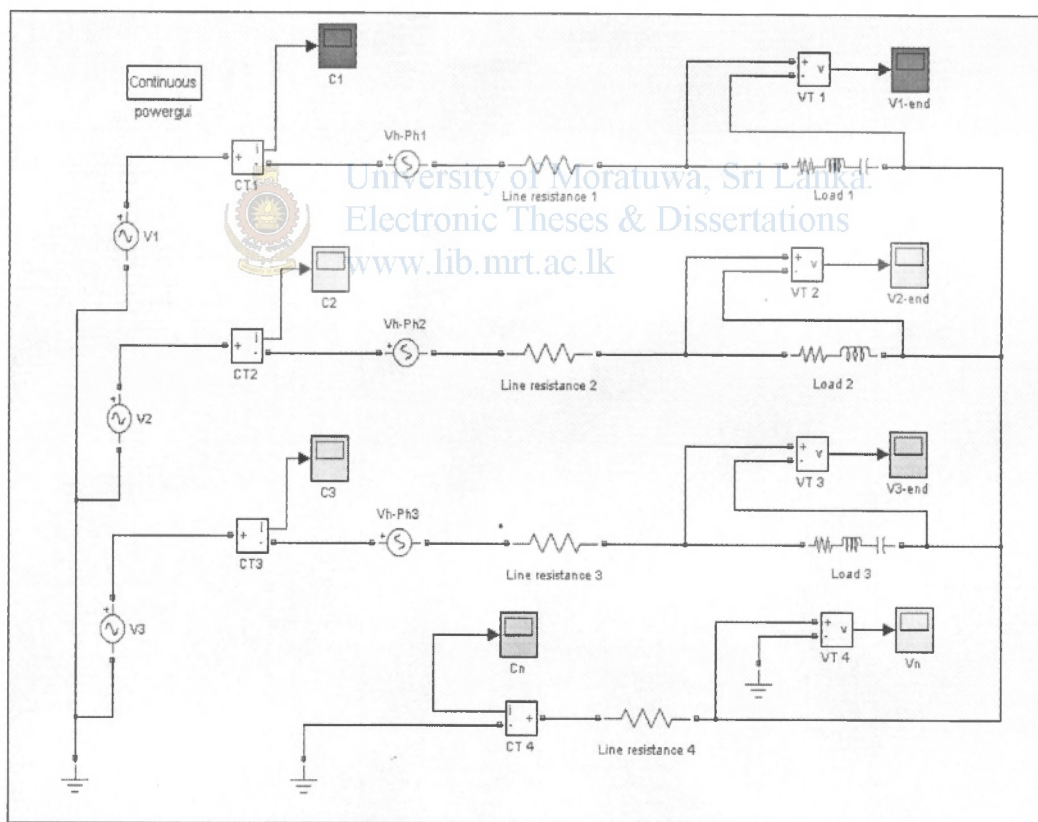 C1
Continuous
powergui
VT 1
V1-end
Vh-Ph1
CT1
Line resistance 1
Load 1
University of Moratuwa, Sri Lanka.
Electronic Theses & Dissertations
www.lib.mrt.ac.lk
V1
C2
VT 2
V2-end
Vh-Ph2
CT2
Line resistance 2
Load 2
V2
C3
VT 3
V3-end
Vh-Ph3
CT3
Line resistance 3
Load 3
V3
Cn
VT 4
Vn
CT 4
Line resistance 4